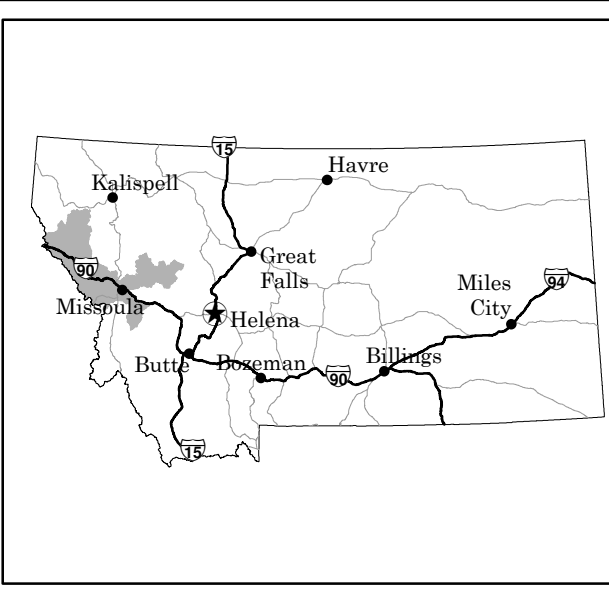 15
Havre
Kalispell
Great
Falls
90
94
Miles
City
Missoula
Helena
Butte
Bozeman
Billings
90
15